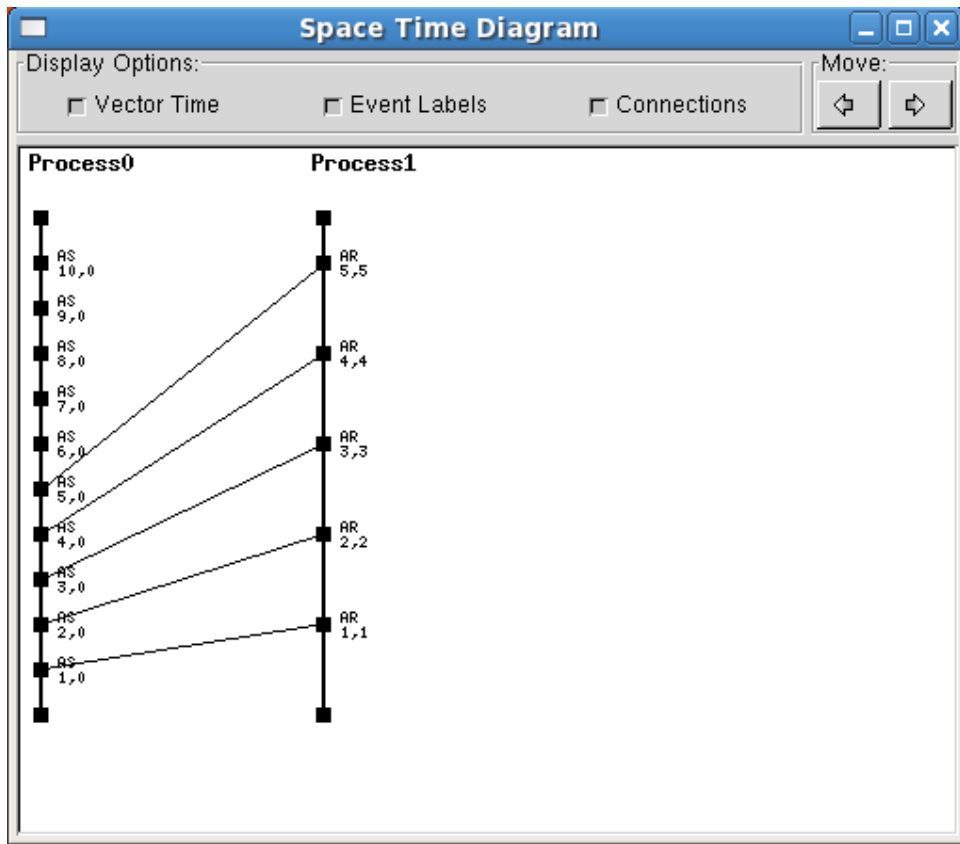 Space Time Diagram
Display Options:
Move:
Vector Time
Event Labels
Connections
Process0
Process1
AS
10,0
AR
5,5
AS
9,0
AS
8,0
AR
4,4
AS
7,0
AS
6,0
AR
3,3
AS
5,0
AS
4,0
AR
2,2
AS
3,0
AS
2,0
AR
1,1
AS
1,0